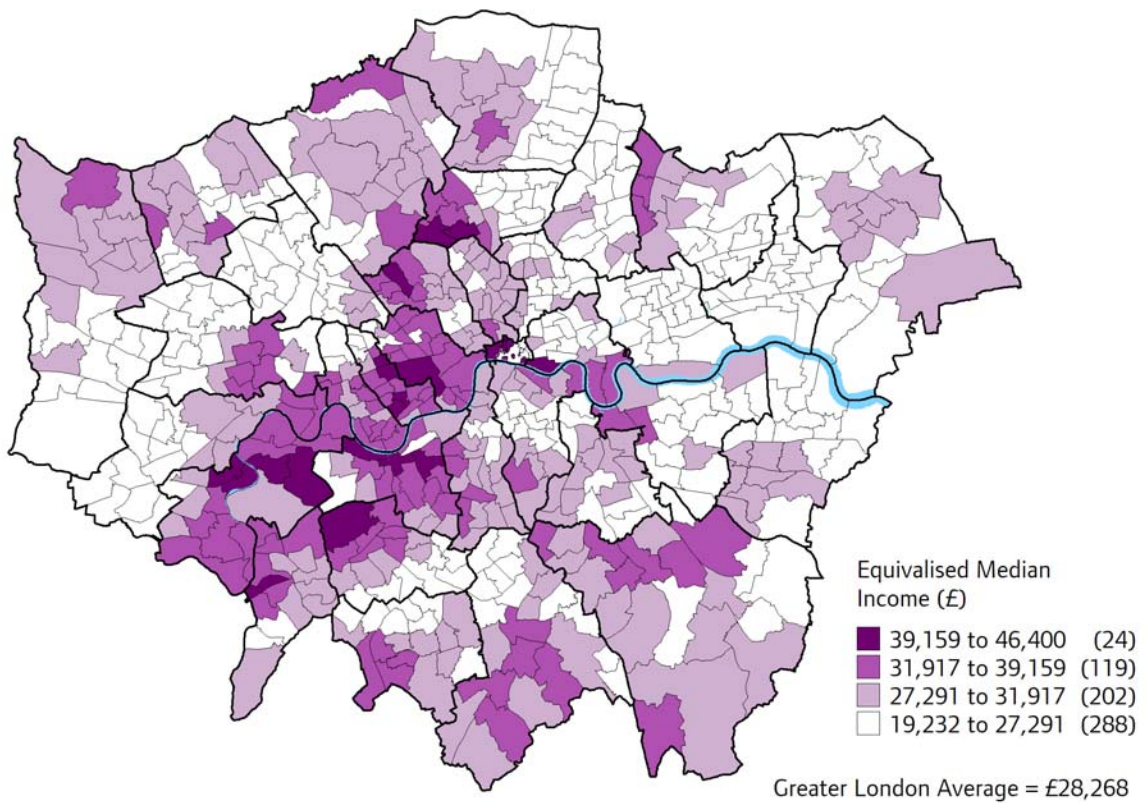 Equivalised Median
Income (£)
39,159 to 46,400 (24)
31,917 to 39,159 (119)
27,291 to 31,917 (202)
19,232 to 27,291 (288)
Greater London Average = £28,268